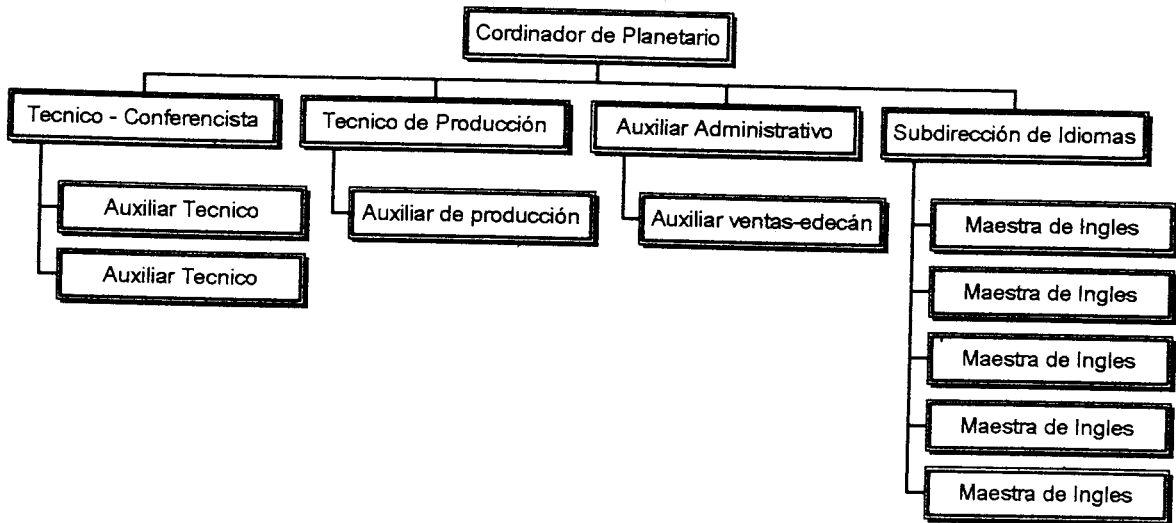 Cordinador de Planetario
Tecnico - Conferencista
Tecnico de Producción
Auxiliar Administrativo
Subdirección de Idiomas
Auxiliar Tecnico
Auxiliar Tecnico
Auxiliar de producción
Auxiliar ventas-edecán
Maestra de Ingles
Maestra de Ingles
Maestra de Ingles
Maestra de Ingles
Maestra de Ingles